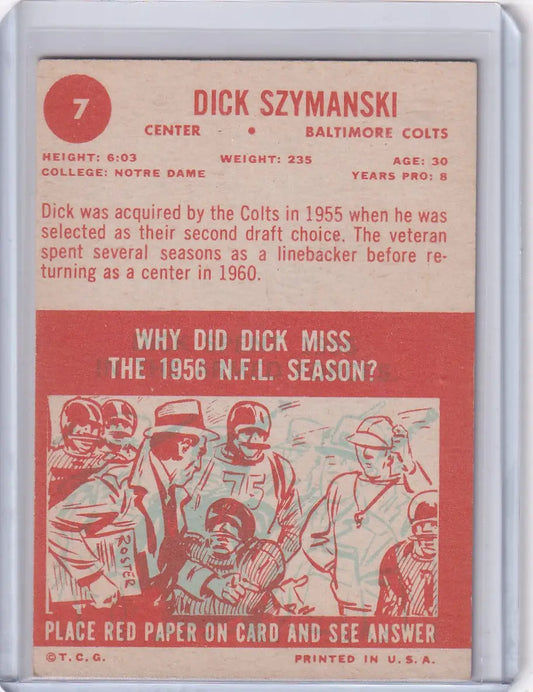 7
DICK SZYMANSKI
CENTER • BALTIMORE COLTS
HEIGHT: 6:03 WEIGHT: 235 AGE: 30
COLLEGE: NOTRE DAME YEARS PRO: 8
Dick was acquired by the Colts in 1955 when he was
selected as their second draft choice. The veteran
spent several seasons as a linebacker before re-
turning as a center in 1960.
WHY DID DICK MISS
THE 1956 N.F.L. SEASON?
75
ROSTER
PLACE RED PAPER ON CARD AND SEE ANSWER
©T.C.G. PRINTED IN U.S.A.